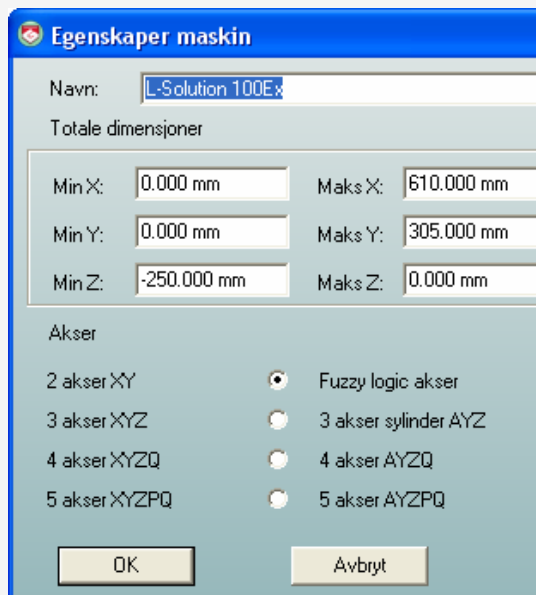 Egenskaper maskin
Navn: L-Solution 100Ex
Totale dimensjoner
Min X: 0.000 mm Maks X: 610.000 mm
Min Y: 0.000 mm Maks Y: 305.000 mm
Min Z: -250.000 mm Maks Z: 0.000 mm
Akser
2 akser XY Fuzzy logic akser
3 akser XYZ 3 akser sylinder AYZ
4 akser XYZQ 4 akser AYZQ
5 akser XYZPQ 5 akser AYZPQ
OK Avbryt